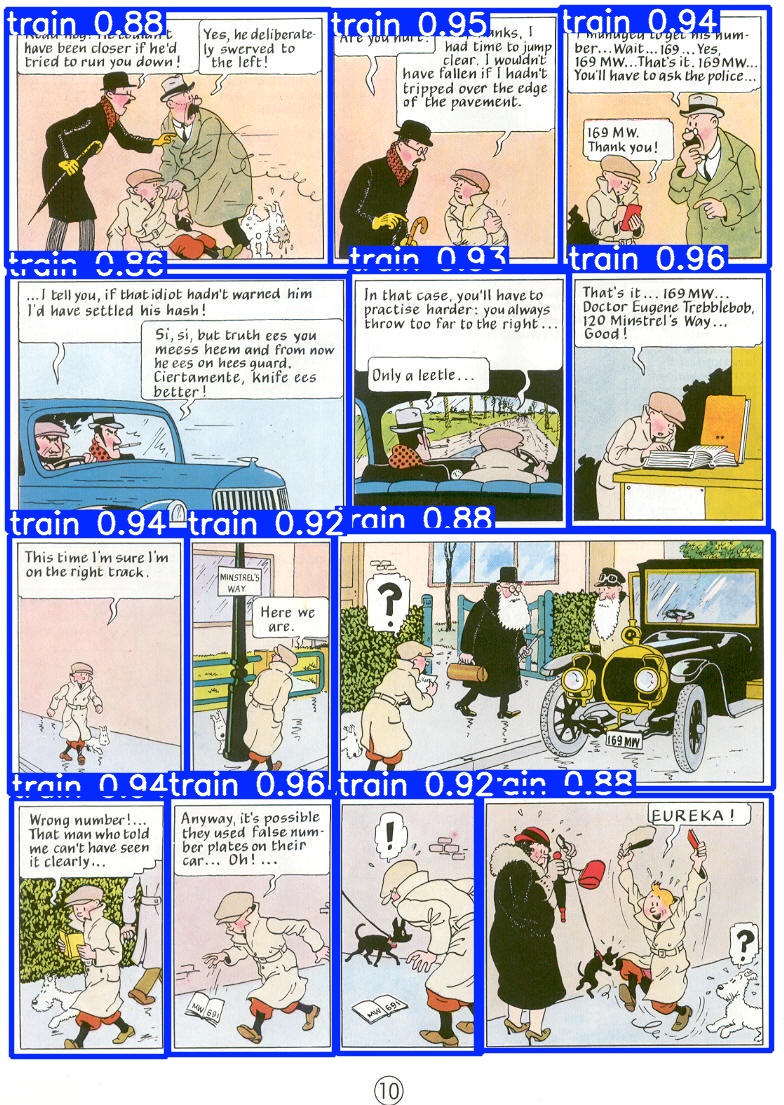 train 0.88
have been closer if he'd
tried to run you down!
Yes, he deliberate-
ly swerved to
the left!
train 0.95
Are you hurt?
had time to jump
clear. I wouldn't
have fallen if I hadn't
tripped over the edge
of the pavement.
train 0.94
I managed to get his num-
ber... Wait... 169... Yes,
169 MW... That's it. 169 MW...
You'll have to ask the police...
169 MW.
Thank you!
train 0.86
...I tell you, if that idiot hadn't warned him
I'd have settled his hash!
Si, si, but truth ees you
meess heem and from now
he ees on hees guard.
Ciertamente, knife ees
better!
train 0.93
In that case, you'll have to
practise harder: you always
throw too far to the right...
Only a leetle...
train 0.96
That's it... 169 MW...
Doctor Eugene Trebblebob,
120 Minstrel's Way...
Good!
train 0.94
This time I'm sure I'm
on the right track.
train 0.92
MINSTREL'S
WAY
Here we
are.
train 0.88
?
169 MW
train 0.94
Wrong number!...
That man who told
me can't have seen
it clearly...
train 0.96
Anyway, it's possible
they used false num-
ber plates on their
car... Oh! ...
MW 691
train 0.92
!
MW 691
train 0.88
EUREKA!
?
10